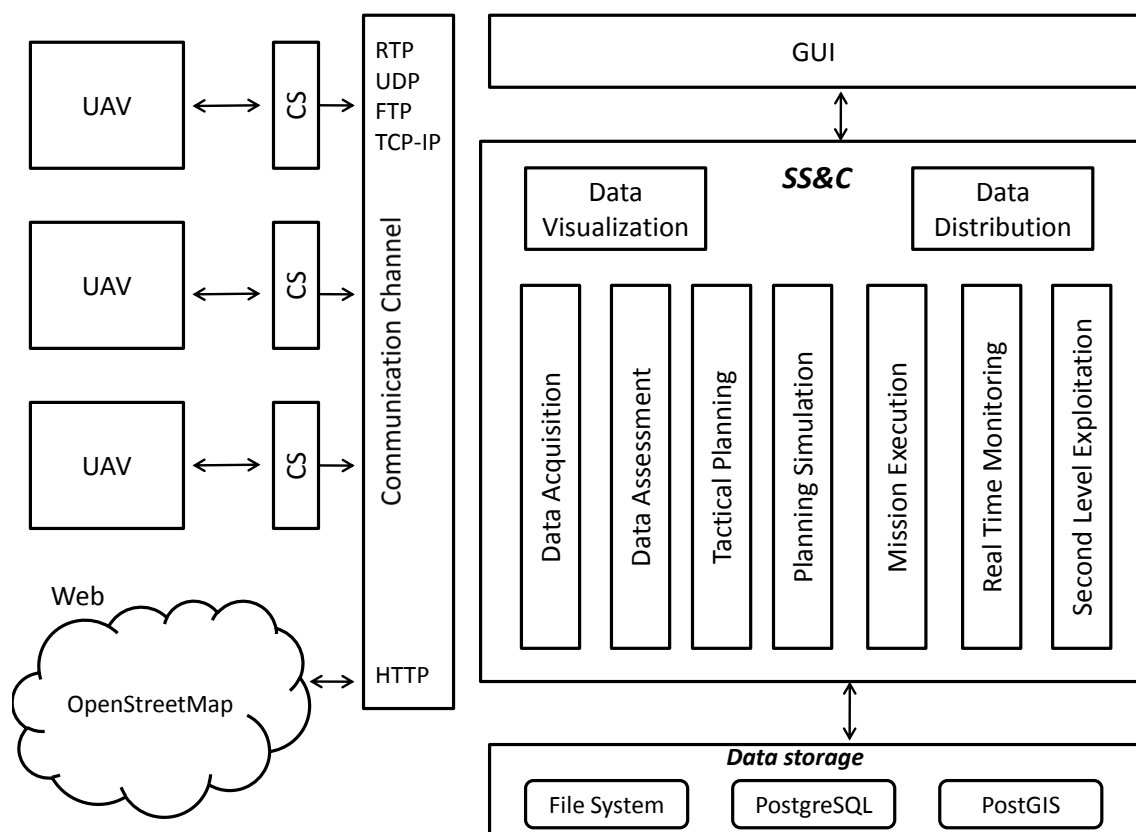 UAV
CS
UAV
CS
UAV
CS
RTP
UDP
FTP
TCP-IP
Communication Channel
HTTP
Web
OpenStreetMap
GUI
SS&C
Data
Visualization
Data
Distribution
Data Acquisition
Data Assessment
Tactical Planning
Planning Simulation
Mission Execution
Real Time Monitoring
Second Level Exploitation
Data storage
File System
PostgreSQL
PostGIS